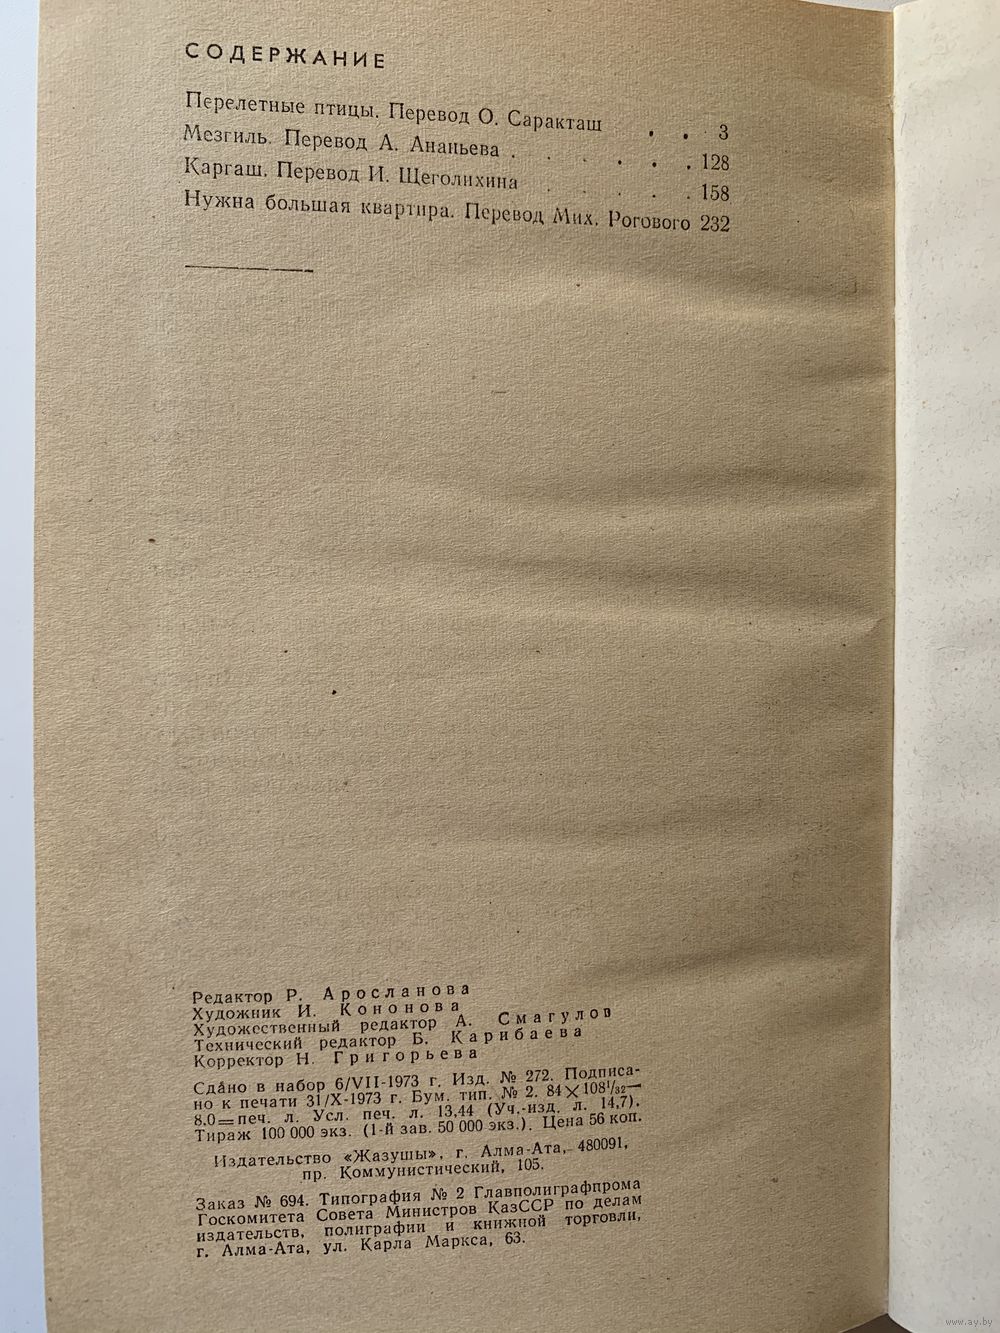 СОДЕРЖАНИЕ
Перелетные птицы. Перевод О. Саракташ . . 3
Мезгиль. Перевод А. Ананьева . . . . . . 128
Каргаш. Перевод И. Щеголихина . . . 158
Нужна большая квартира. Перевод Мих. Рогового 232
Редактор Р. Аросланова
Художник И. Кононова
Художественный редактор А. Смагулов
Технический редактор Б. Карибаева
Корректор Н. Григорьева
Сдано в набор 6/VII-1973 г. Изд. № 272. Подписа-
но к печати 31/X-1973 г. Бум. тип. № 2. 84×108¹/₃₂—
8.0=печ. л. Усл. печ. л. 13,44 (Уч.-изд. л. 14,7).
Тираж 100 000 экз. (1-й зав. 50 000 экз.). Цена 56 коп.
Издательство «Жазушы», г. Алма-Ата, 480091,
пр. Коммунистический, 105.
Заказ № 694. Типография № 2 Главполиграфпрома
Госкомитета Совета Министров КазССР по делам
издательств, полиграфии и книжной торговли,
г. Алма-Ата, ул. Карла Маркса, 63.
www.ay.by